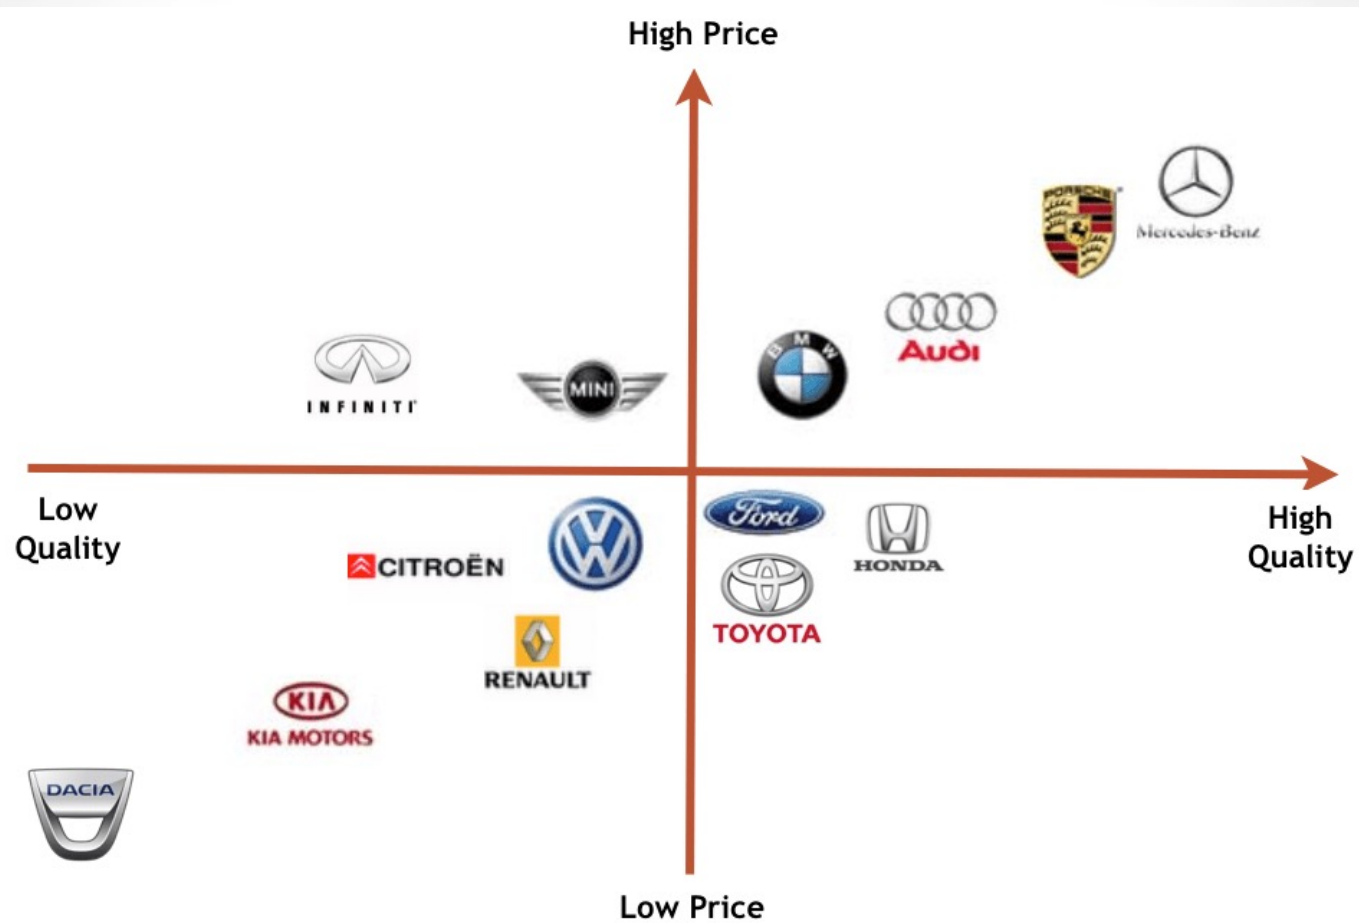 High Price
PORSCHE
Mercedes-Benz
Audi
BMW
INFINITI
MINI
Low
Quality
High
Quality
Ford
HONDA
CITROËN
TOYOTA
RENAULT
KIA
KIA MOTORS
DACIA
Low Price